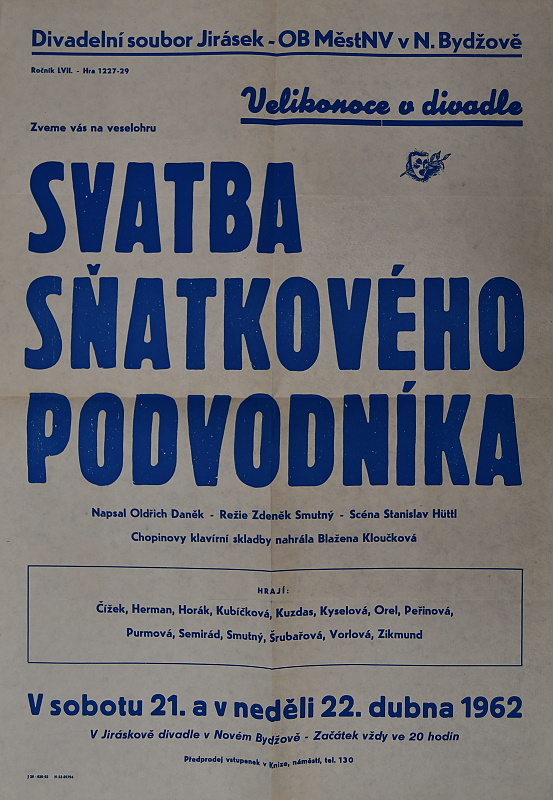 Divadelní soubor Jirásek - OB MěstNV v N. Bydžově
Ročník LVII. - Hra 1227-29
Velikonoce v divadle
Zveme vás na veselohru
SVATBA
SŇATKOVÉHO
PODVODNÍKA
Napsal Oldřich Daněk - Režie Zdeněk Smutný - Scéna Stanislav Hüttl
Chopinovy klavírní skladby nahrála Blažena Kloučková
HRAJÍ:
Čížek, Herman, Horák, Kubíčková, Kuzdas, Kyselová, Orel, Peřinová,
Purmová, Semirád, Smutný, Šrubařová, Vorlová, Zikmund
V sobotu 21. a v neděli 22. dubna 1962
V Jiráskově divadle v Novém Bydžově - Začátek vždy ve 20 hodin
Předprodej vstupenek v Knize, náměstí, tel. 130